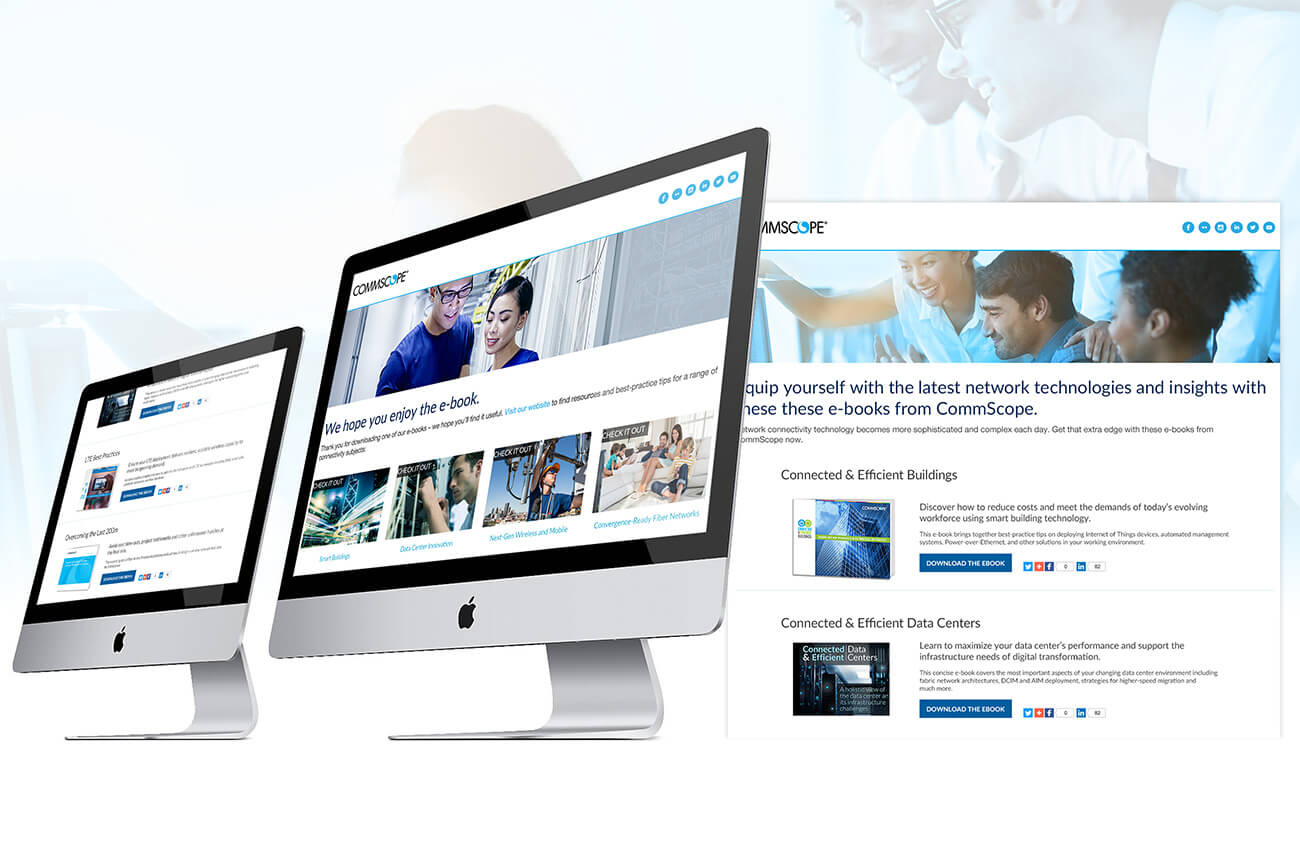 COMMSCOPE®
We hope you enjoy the e-book.
Thank you for downloading one of our e-books – we hope you'll find it useful. Visit our website to find resources and best-practice tips for a range of
connectivity subjects:
CHECK IT OUT
CHECK IT OUT
CHECK IT OUT
CHECK IT OUT
Smart Buildings
Data Center Innovation
Next-Gen Wireless and Mobile
Convergence-Ready Fiber Networks
DOWNLOAD THE EBOOK
LTE Best Practices
DOWNLOAD THE EBOOK
Overcoming the Last 200m
DOWNLOAD THE EBOOK
MMSCOPE®
quip yourself with the latest network technologies and insights with
hese these e-books from CommScope.
etwork connectivity technology becomes more sophisticated and complex each day. Get that extra edge with these e-books from
ommScope now.
Connected & Efficient Buildings
COMMSCOPE
Discover how to reduce costs and meet the demands of today's evolving
workforce using smart building technology.
This e-book brings together best-practice tips on deploying Internet of Things devices, automated management
systems, Power-over-Ethernet, and other solutions in your working environment.
DOWNLOAD THE EBOOK
0
82
Connected & Efficient Data Centers
Connected Data
& Efficient Centers
A holistic view of
the data center and
its infrastructure
challenges
Learn to maximize your data center's performance and support the
infrastructure needs of digital transformation.
This concise e-book covers the most important aspects of your changing data center environment including
fabric network architectures, DCIM and AIM deployment, strategies for higher-speed migration and
much more.
DOWNLOAD THE EBOOK
0
82